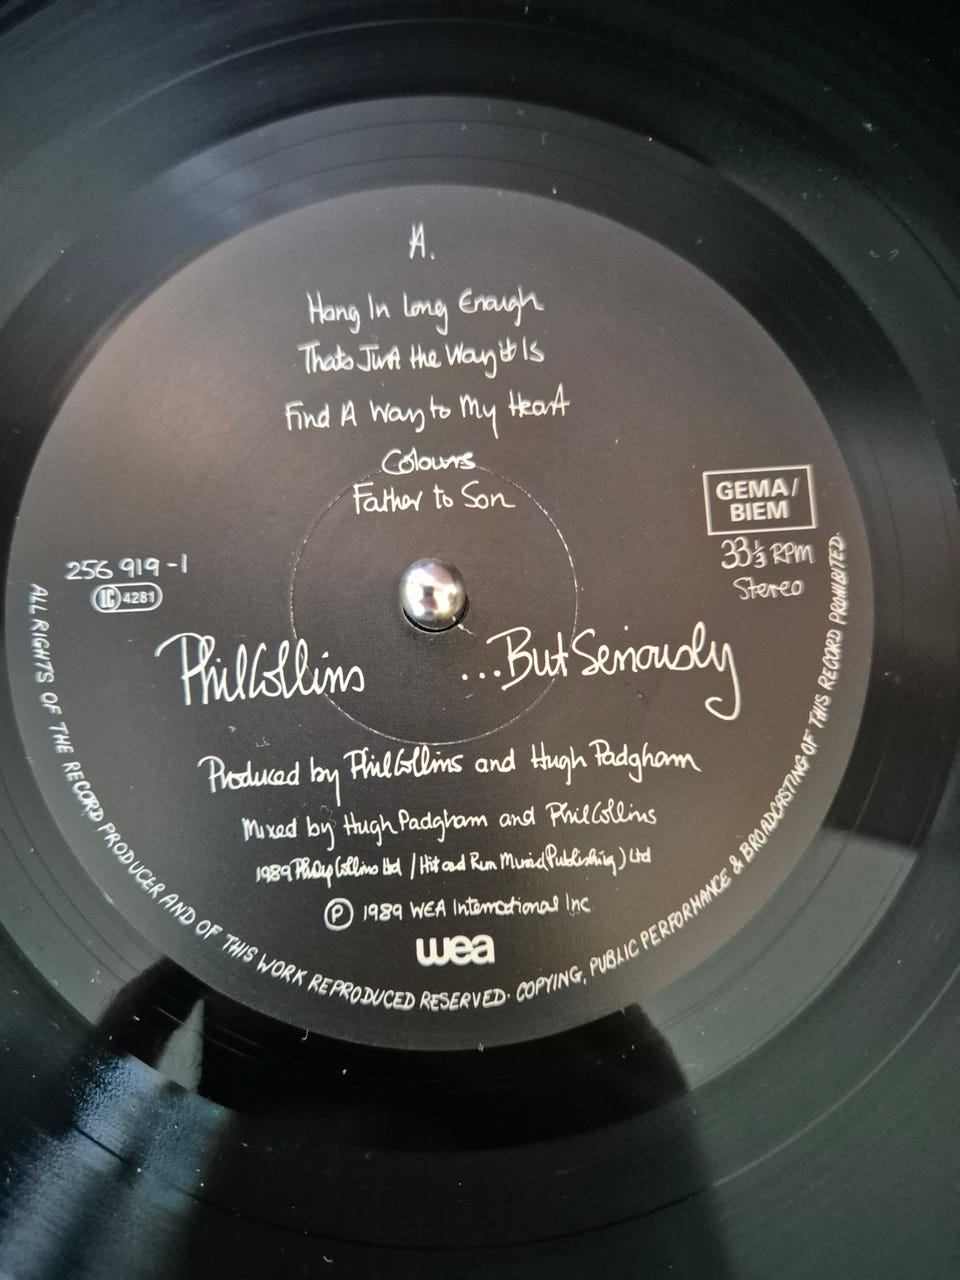 A.
Hang In Long Enough
Thats Just the Way it Is
Find A Way to My Heart
Colours
Father to Son
GEMA/
BIEM
33⅓ RPM
Stereo
256 919-1
LC 4281
Phil Collins
...But Seriously
Produced by Phil Collins and Hugh Padgham
Mixed by Hugh Padgham and Phil Collins
1989 Philip Collins Ltd / Hit and Run Music (Publishing) Ltd
Ⓟ 1989 WEA International Inc
wea
ALL RIGHTS OF THE RECORD PRODUCER AND OF THIS WORK REPRODUCED RESERVED. COPYING, PUBLIC PERFORMANCE & BROADCASTING OF THIS RECORD PROHIBITED.